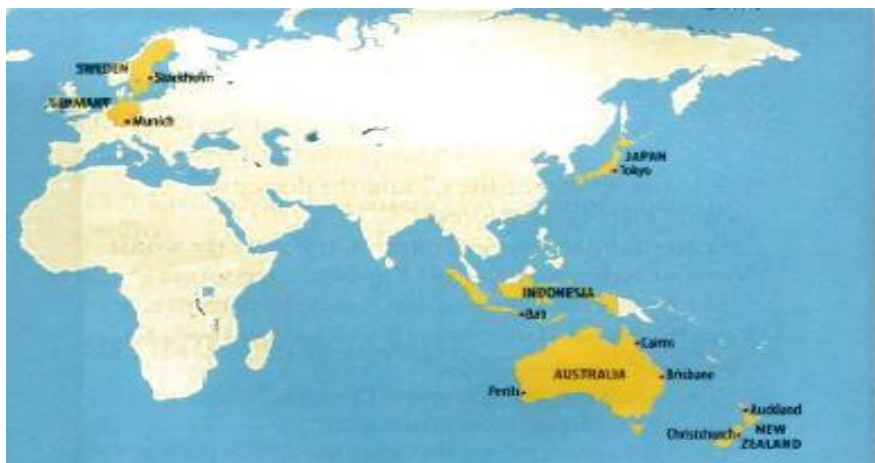 SWEDEN
Stockholm
GERMANY
Munich
JAPAN
Tokyo
INDONESIA
Bali
Cairns
AUSTRALIA
Brisbane
Perth
Auckland
Christchurch
NEW
ZEALAND